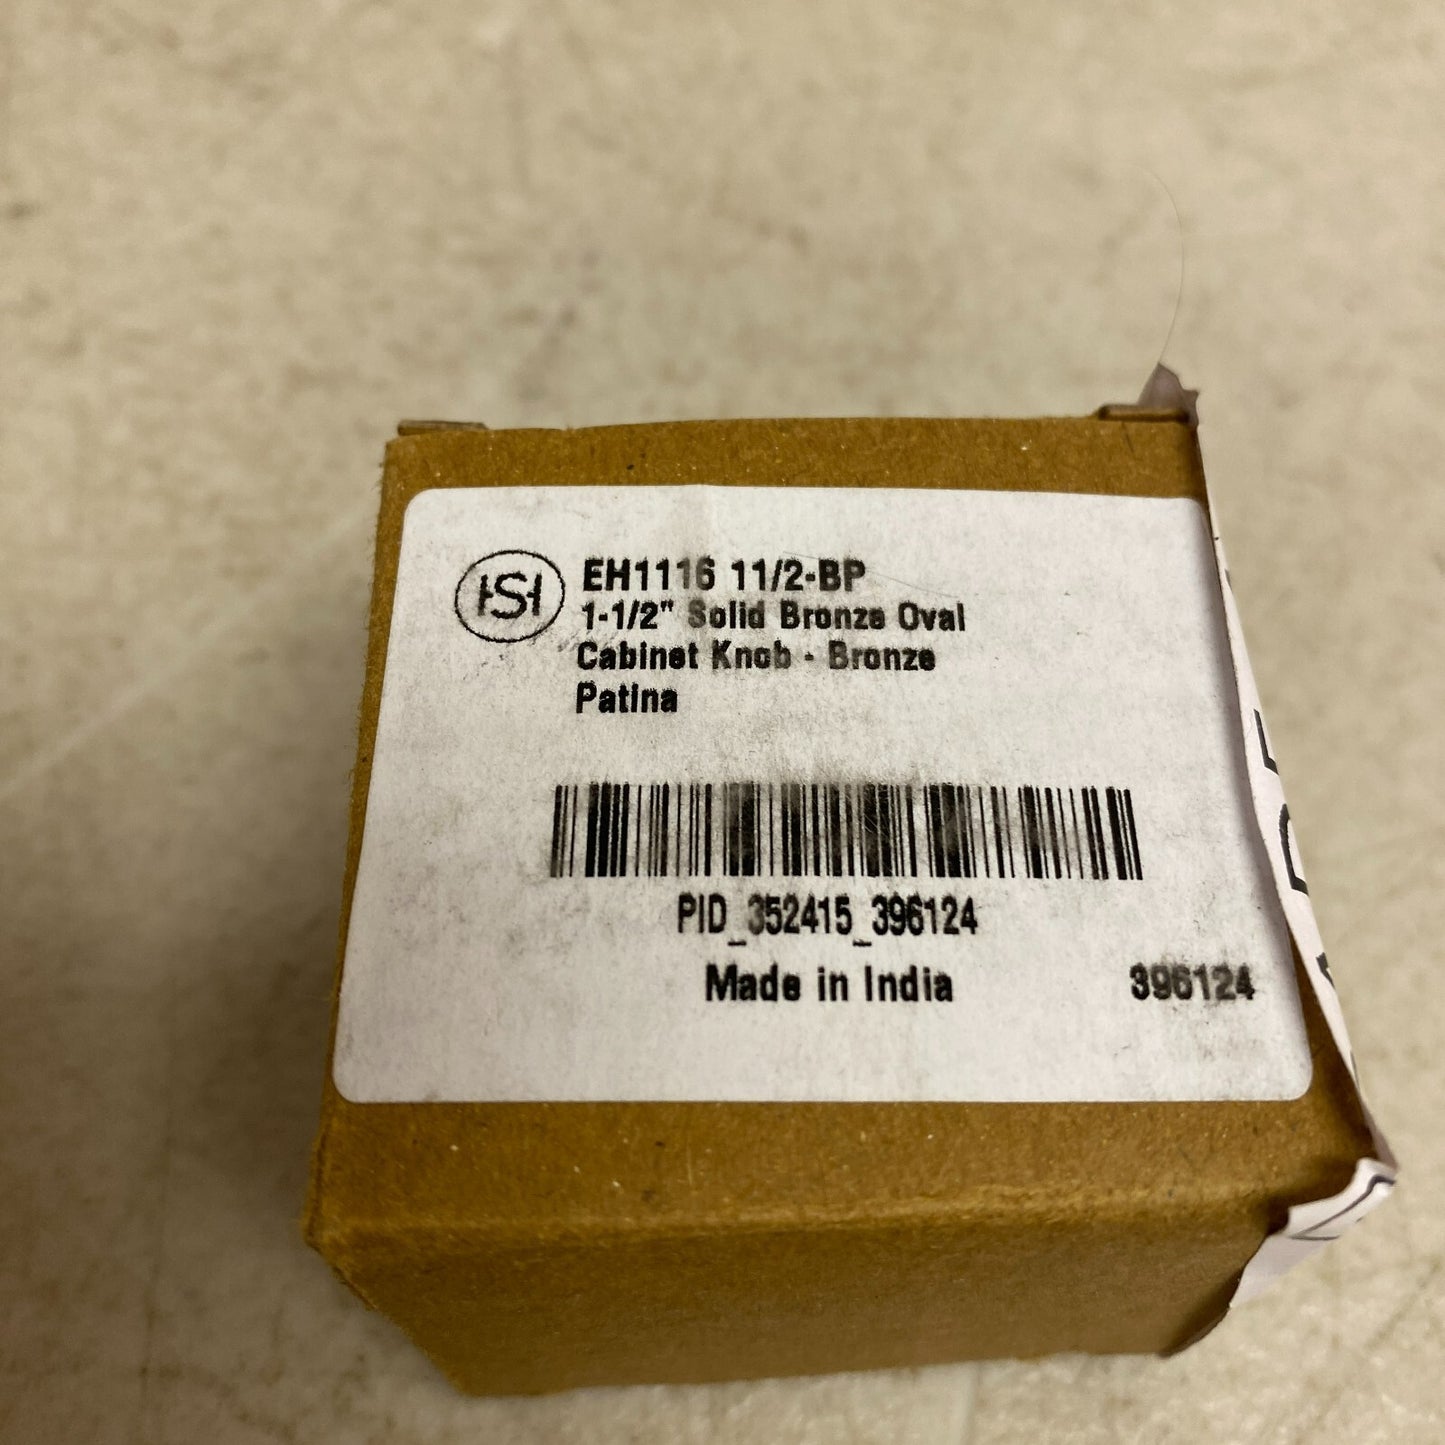 HSH
EH1116 11/2-BP
1-1/2" Solid Bronze Oval
Cabinet Knob - Bronze
Patina
PID_352415_396124
Made in India
396124